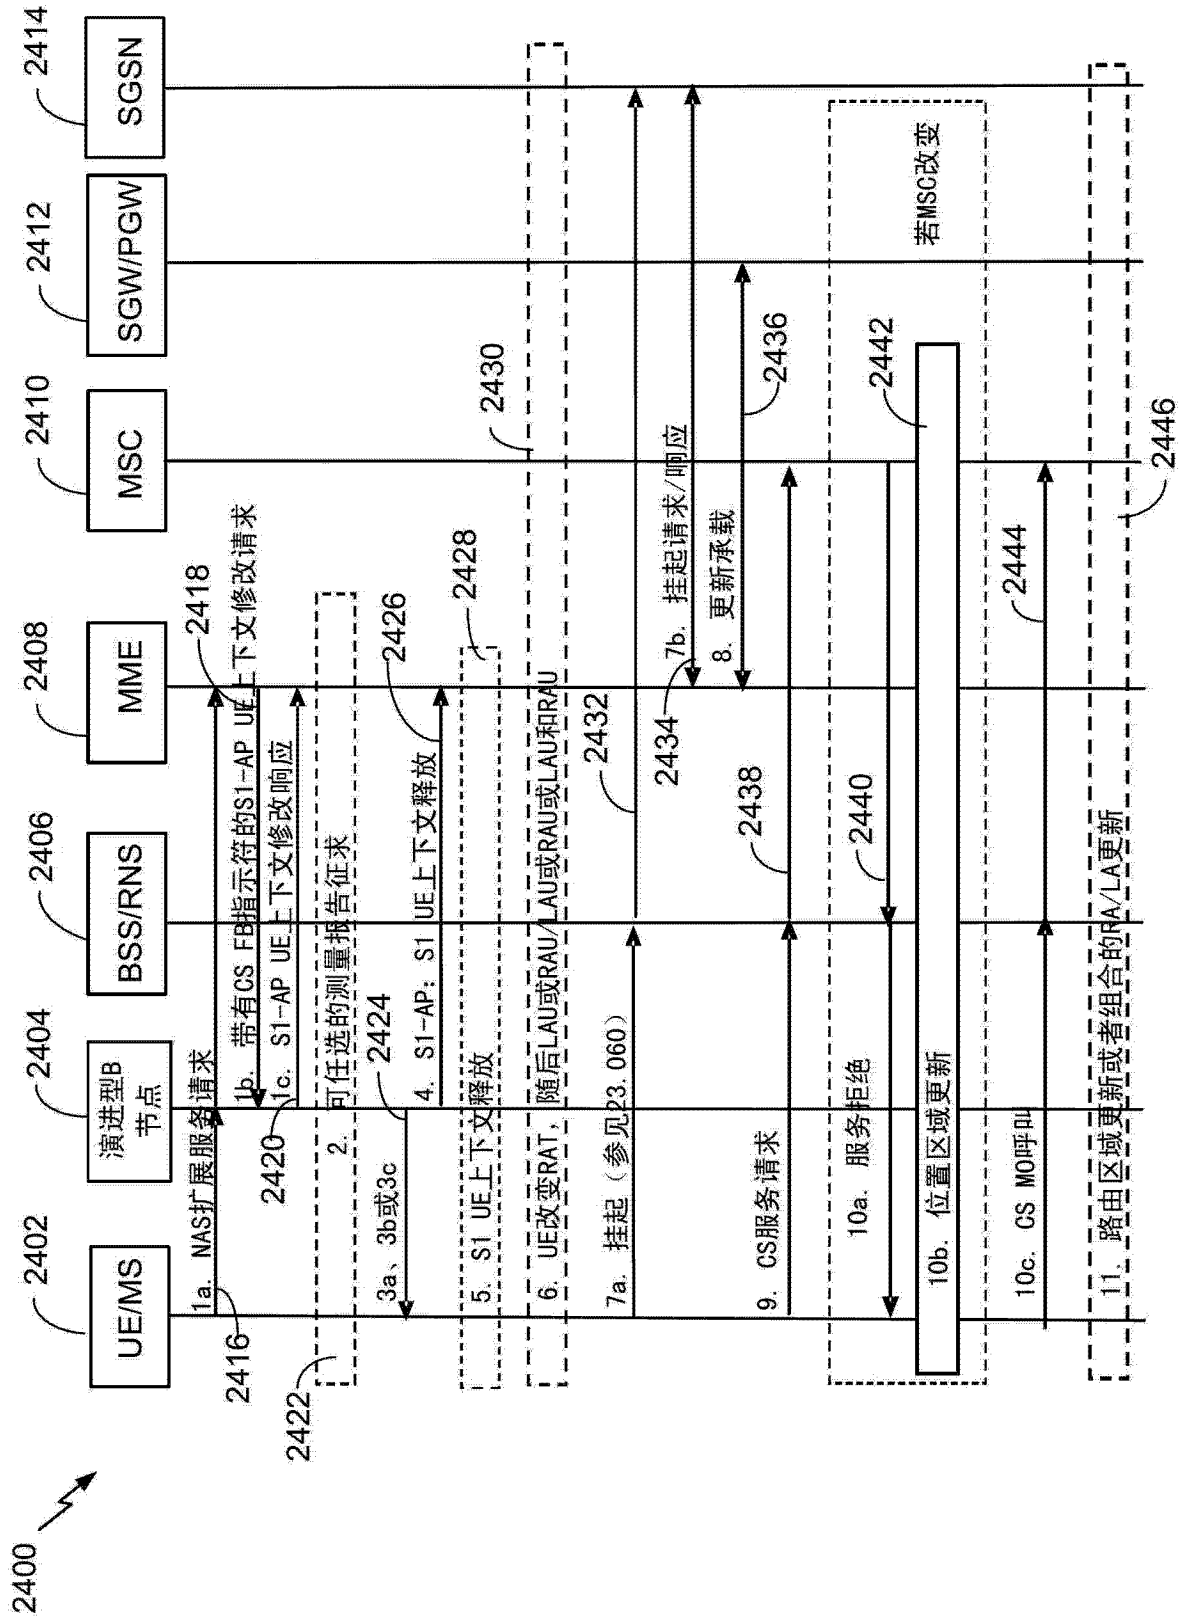 2400
2402
2404
2406
2408
2410
2412
2414
UE/MS
演进型B
节点
BSS/RNS
MME
MSC
SGW/PGW
SGSN
1a. NAS扩展服务请求
2416
2418
1b. 带有CS FB指示符的S1-AP UE上下文修改请求
1c. S1-AP UE上下文修改响应
2420
2. 可任选的测量报告征求
2422
3a、3b或3c
2424
4. S1-AP: S1 UE上下文释放
2426
5. S1 UE上下文释放
2428
6. UE改变RAT, 随后LAU或RAU/LAU或RAU或LAU和RAU
2430
7a. 挂起(参见23.060)
2432
7b. 挂起请求/响应
2434
8. 更新承载
2436
9. CS服务请求
2438
10a. 服务拒绝
2440
若MSC改变
10b. 位置区域更新
2442
10c. CS MO呼叫
2444
11. 路由区域更新或者组合的RA/LA更新
2446